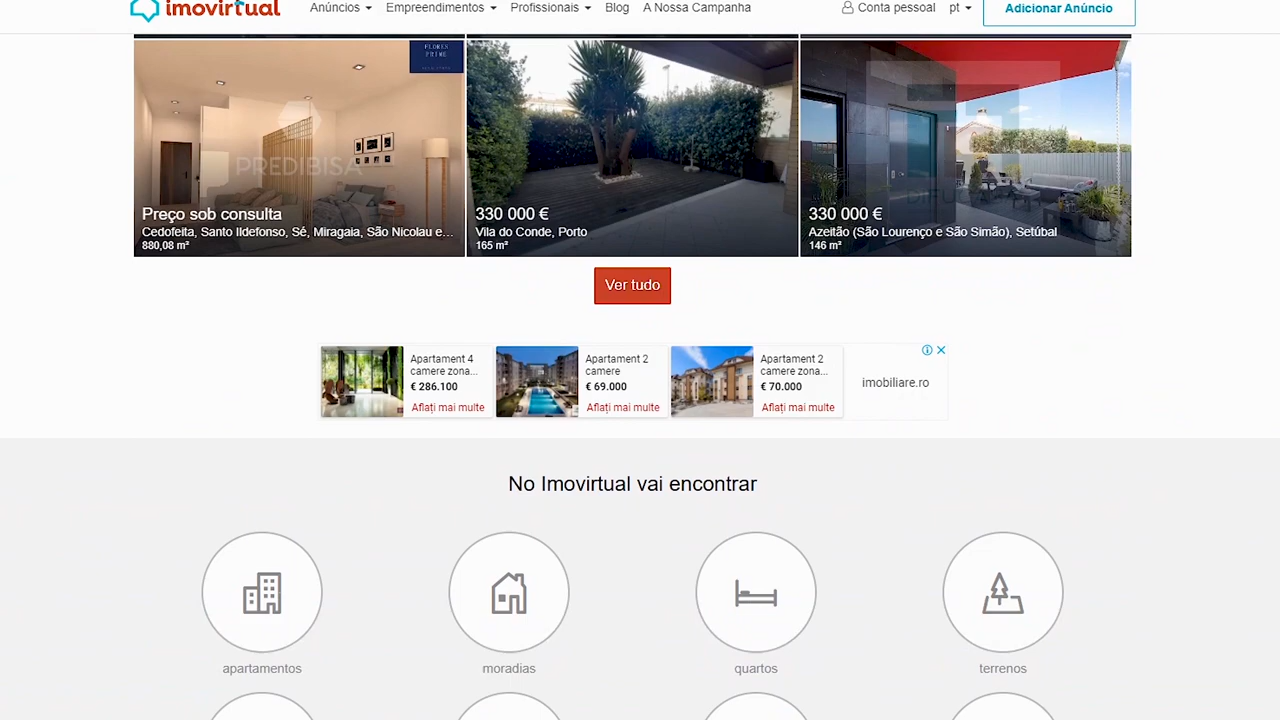 imovirtual
Anúncios
Empreendimentos
Profissionais
Blog
A Nossa Campanha
Conta pessoal
pt
Adicionar Anúncio
FLORES
PRIME
PREDIBISA
Preço sob consulta
Cedofeita, Santo Ildefonso, Sé, Miragaia, São Nicolau e...
880,08 m²
330 000 €
Vila do Conde, Porto
165 m²
330 000 €
Azeitão (São Lourenço e São Simão), Setúbal
146 m²
Ver tudo
Apartament 4
camere zona...
€ 286.100
Aflați mai multe
Apartament 2
camere
€ 69.000
Aflați mai multe
Apartament 2
camere zona...
€ 70.000
Aflați mai multe
imobiliare.ro
No Imovirtual vai encontrar
apartamentos
moradias
quartos
terrenos